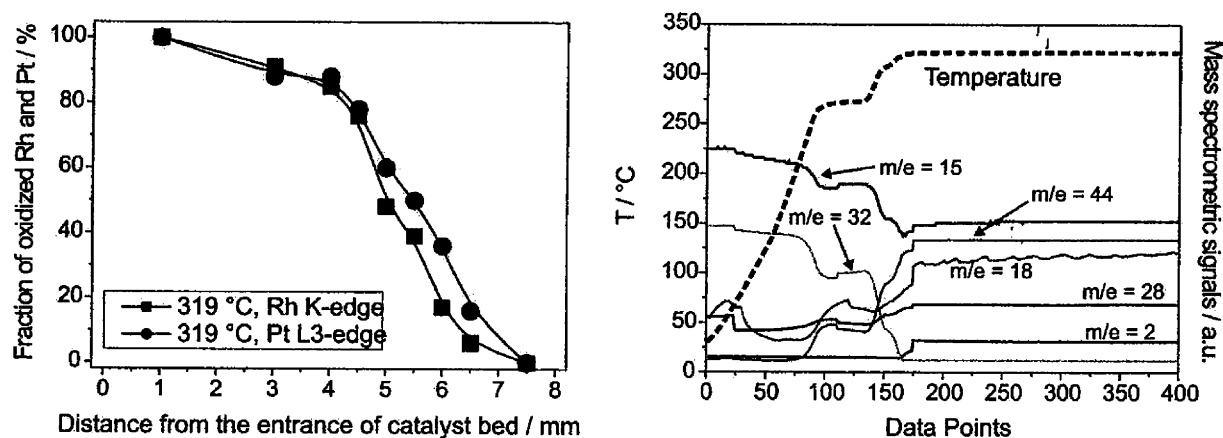 Fraction of oxidized Rh and Pt / %
100
80
60
40
20
0
319 °C, Rh K-edge
319 °C, Pt L3-edge
0 1 2 3 4 5 6 7 8
Distance from the entrance of catalyst bed / mm
T / °C
350
300
250
200
150
100
50
0
Temperature
m/e = 15
m/e = 44
m/e = 32
m/e = 18
m/e = 28
m/e = 2
0 50 100 150 200 250 300 350 400
Data Points
Mass spectrometric signals / a.u.